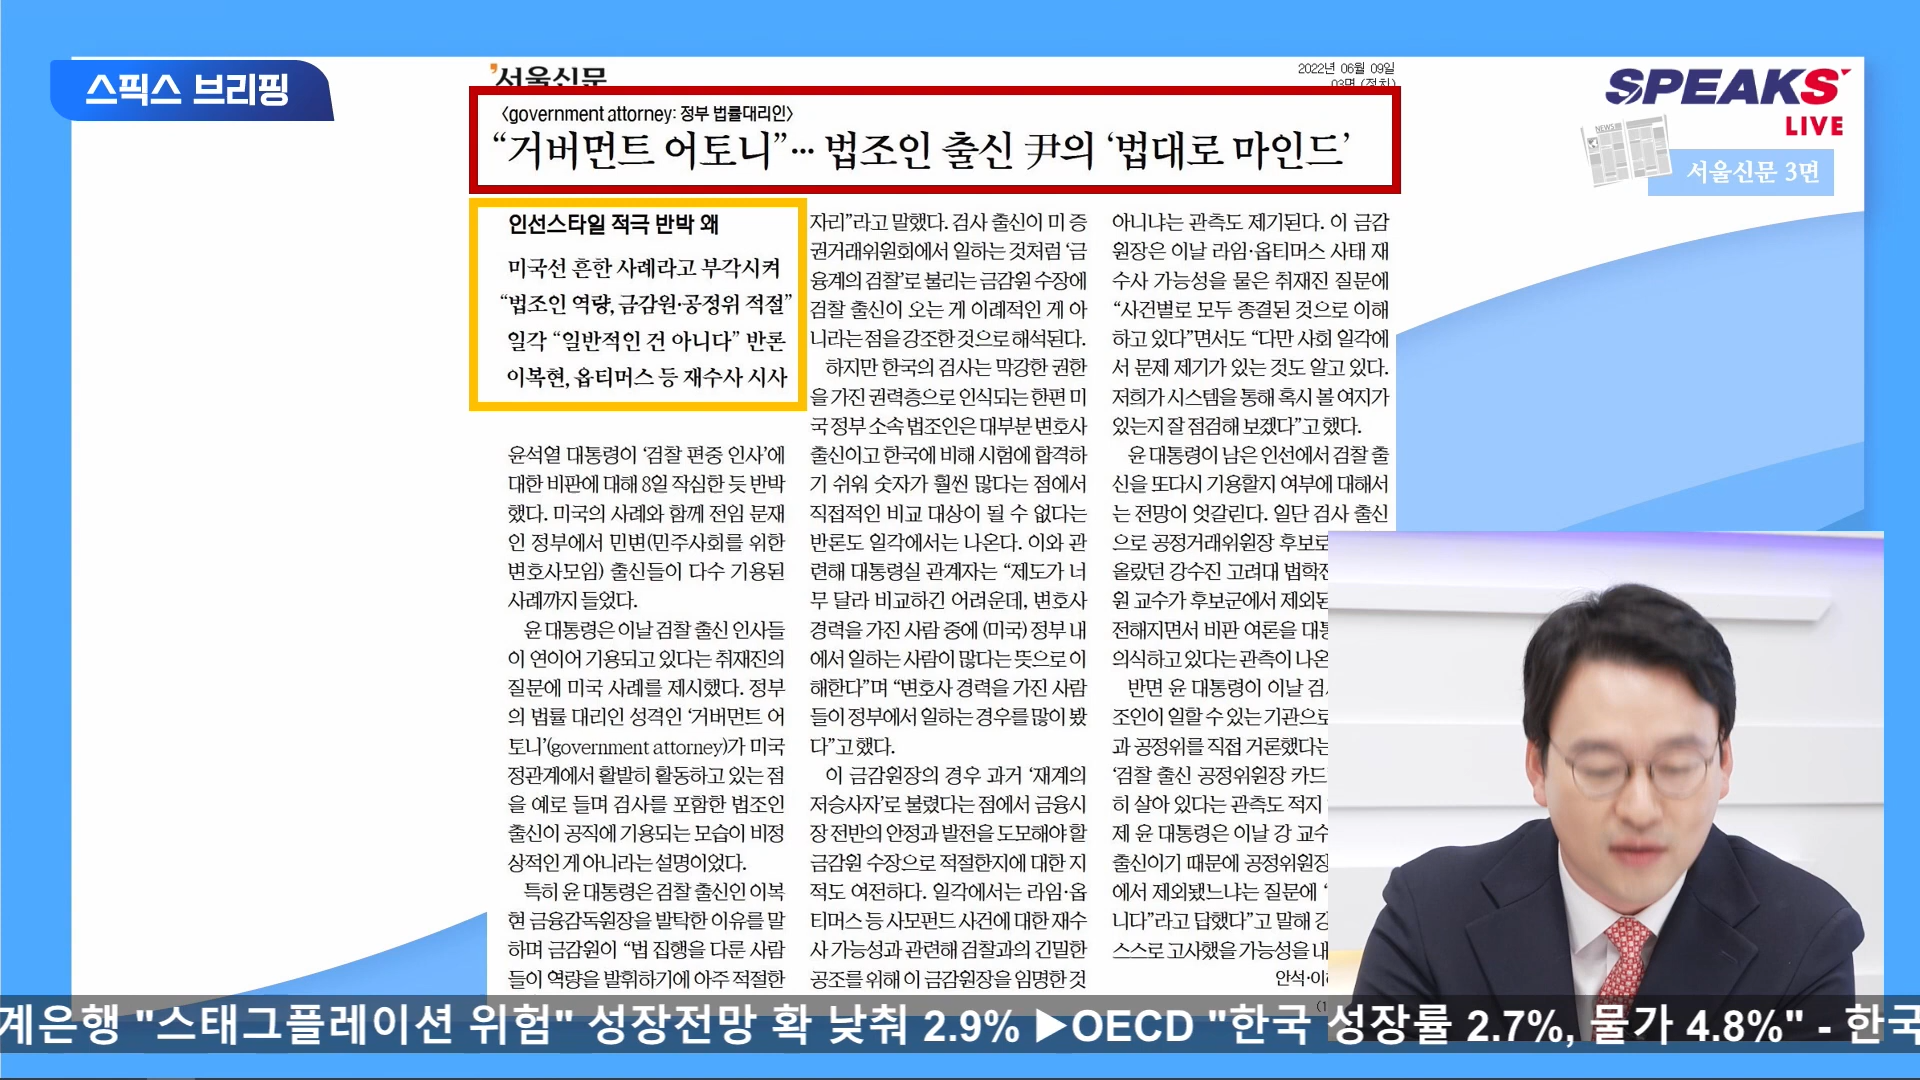 스픽스 브리핑
서울신문
2022년 06월 09일
03면 (정치)
SPEAKS
LIVE
NEWS
서울신문 3면
〈government attorney: 정부 법률대리인〉
“거버먼트 어토니”… 법조인 출신 尹의 ‘법대로 마인드’
인선스타일 적극 반박 왜
미국선 흔한 사례라고 부각시켜
“법조인 역량, 금감원·공정위 적절”
일각 “일반적인 건 아니다” 반론
이복현, 옵티머스 등 재수사 시사
윤석열 대통령이 ‘검찰 편중 인사’에
대한 비판에 대해 8일 작심한 듯 반박
했다. 미국의 사례와 함께 전임 문재
인 정부에서 민변(민주사회를 위한
변호사모임) 출신들이 다수 기용된
사례까지 들었다.
윤 대통령은 이날 검찰 출신 인사들
이 연이어 기용되고 있다는 취재진의
질문에 미국 사례를 제시했다. 정부
의 법률 대리인 성격인 ‘거버먼트 어
토니’(government attorney)가 미국
정관계에서 활발히 활동하고 있는 점
을 예로 들며 검사를 포함한 법조인
출신이 공직에 기용되는 모습이 비정
상적인 게 아니라는 설명이었다.
특히 윤 대통령은 검찰 출신인 이복
현 금융감독원장을 발탁한 이유를 말
하며 금감원이 “법 집행을 다룬 사람
들이 역량을 발휘하기에 아주 적절한
자리”라고 말했다. 검사 출신이 미 증
권거래위원회에서 일하는 것처럼 ‘금
융계의 검찰’로 불리는 금감원 수장에
검찰 출신이 오는 게 이례적인 게 아
니라는 점을 강조한 것으로 해석된다.
하지만 한국의 검사는 막강한 권한
을 가진 권력층으로 인식되는 한편 미
국 정부 소속 법조인은 대부분 변호사
출신이고 한국에 비해 시험에 합격하
기 쉬워 숫자가 훨씬 많다는 점에서
직접적인 비교 대상이 될 수 없다는
반론도 일각에서는 나온다. 이와 관
련해 대통령실 관계자는 “제도가 너
무 달라 비교하긴 어려운데, 변호사
경력을 가진 사람 중에 (미국) 정부 내
에서 일하는 사람이 많다는 뜻으로 이
해한다”며 “변호사 경력을 가진 사람
들이 정부에서 일하는 경우를 많이 봤
다”고 했다.
이 금감원장의 경우 과거 ‘재계의
저승사자’로 불렸다는 점에서 금융시
장 전반의 안정과 발전을 도모해야 할
금감원 수장으로 적절한지에 대한 지
적도 여전하다. 일각에서는 라임·옵
티머스 등 사모펀드 사건에 대한 재수
사 가능성과 관련해 검찰과의 긴밀한
공조를 위해 이 금감원장을 임명한 것
아니냐는 관측도 제기된다. 이 금감
원장은 이날 라임·옵티머스 사태 재
수사 가능성을 물은 취재진 질문에
“사건별로 모두 종결된 것으로 이해
하고 있다”면서도 “다만 사회 일각에
서 문제 제기가 있는 것도 알고 있다.
저희가 시스템을 통해 혹시 볼 여지가
있는지 잘 점검해 보겠다”고 했다.
윤 대통령이 남은 인선에서 검찰 출
신을 또다시 기용할지 여부에 대해서
는 전망이 엇갈린다. 일단 검사 출신
으로 공정거래위원장 후보로
올랐던 강수진 고려대 법학전
원 교수가 후보군에서 제외된
전해지면서 비판 여론을 대통
의식하고 있다는 관측이 나온
반면 윤 대통령이 이날 검
조인이 일할 수 있는 기관으로
과 공정위를 직접 거론했다는
‘검찰 출신 공정위원장 카드
히 살아 있다는 관측도 적지
제 윤 대통령은 이날 강 교수
출신이기 때문에 공정위원장
에서 제외됐느냐는 질문에 “
니다”라고 답했다”고 말해 강
스스로 고사했을 가능성을 내
안석·이
계은행 "스태그플레이션 위험" 성장전망 확 낮춰 2.9% ▶OECD "한국 성장률 2.7%, 물가 4.8%" - 한국